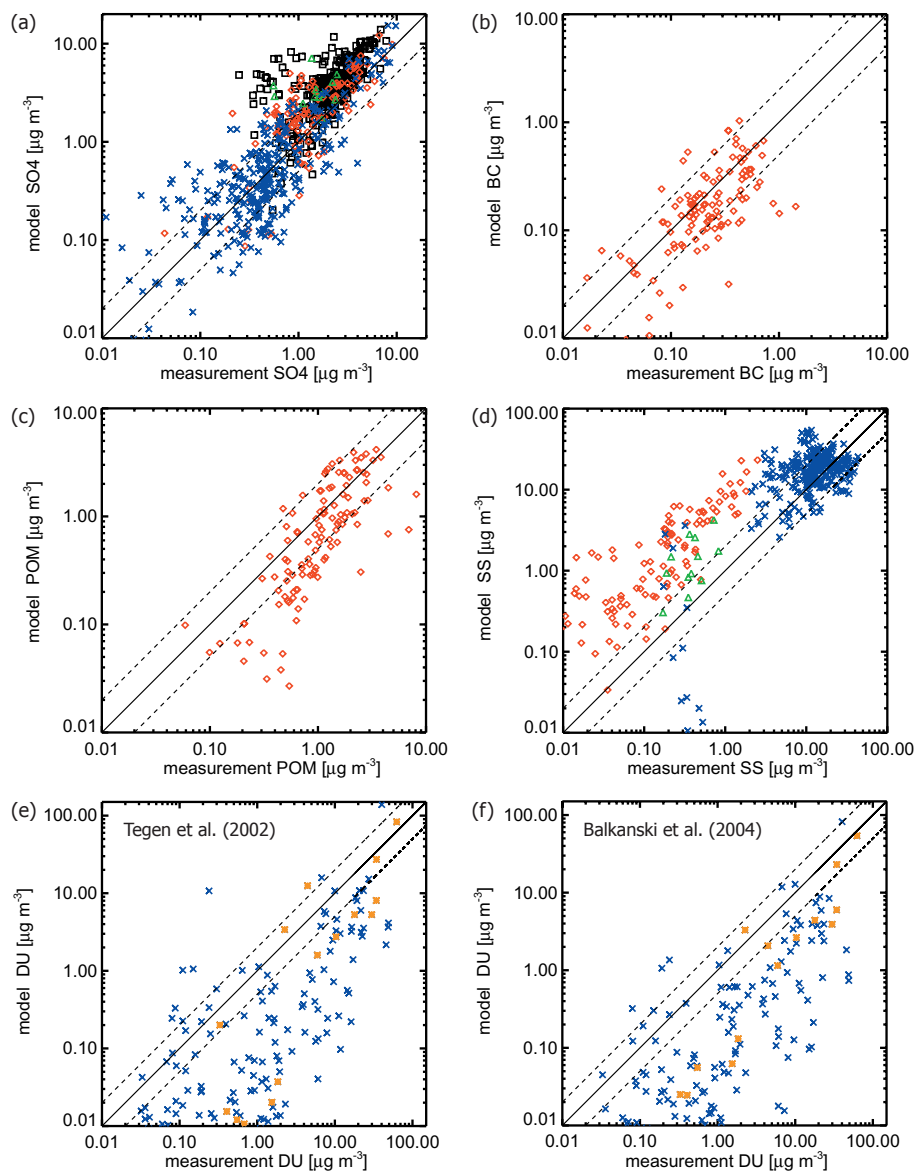 (a)
model SO4 [µg m-3]
10.00
1.00
0.10
0.01
0.01 0.10 1.00 10.00
measurement SO4 [µg m-3]
(b)
model BC [µg m-3]
10.00
1.00
0.10
0.01
0.01 0.10 1.00 10.00
measurement BC [µg m-3]
(c)
model POM [µg m-3]
10.00
1.00
0.10
0.01
0.01 0.10 1.00 10.00
measurement POM [µg m-3]
(d)
model SS [µg m-3]
100.00
10.00
1.00
0.10
0.01
0.01 0.10 1.00 10.00 100.00
measurement SS [µg m-3]
(e)
Tegen et al. (2002)
model DU [µg m-3]
100.00
10.00
1.00
0.10
0.01
0.01 0.10 1.00 10.00 100.00
measurement DU [µg m-3]
(f)
Balkanski et al. (2004)
model DU [µg m-3]
100.00
10.00
1.00
0.10
0.01
0.01 0.10 1.00 10.00 100.00
measurement DU [µg m-3]